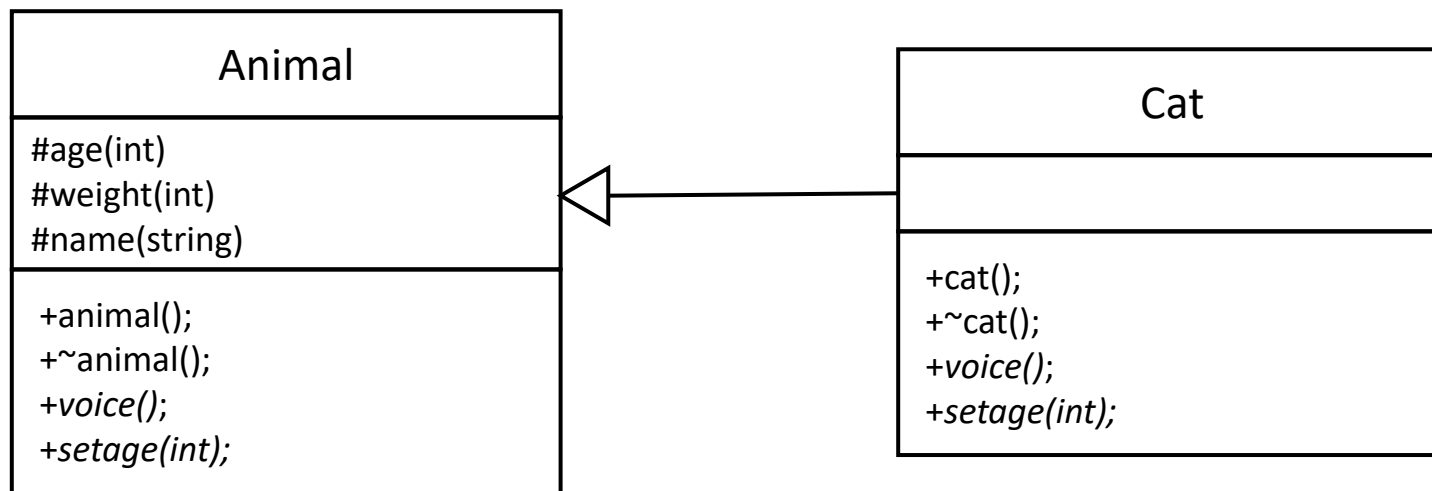 Animal
#age(int)
#weight(int)
#name(string)
+animal();
+~animal();
+voice();
+setage(int);
Cat
+cat();
+~cat();
+voice();
+setage(int);